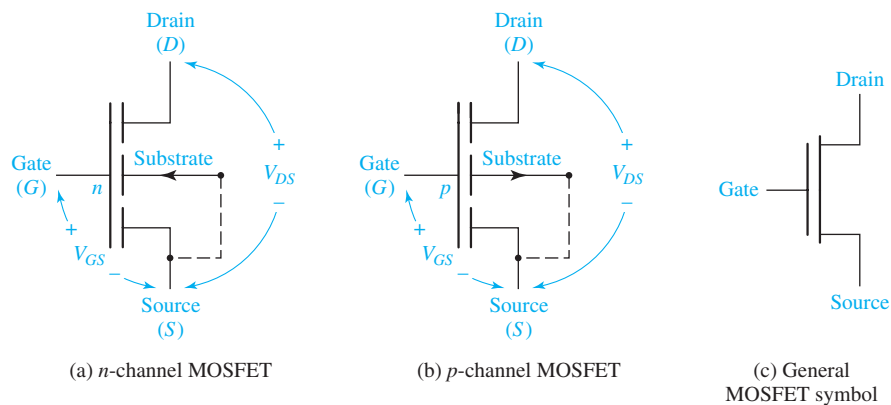 Drain
(D)
Gate
(G)
n
Substrate
+
V_DS
−
+
V_GS
−
Source
(S)
(a) n-channel MOSFET
Drain
(D)
Gate
(G)
p
Substrate
+
V_DS
−
+
V_GS
−
Source
(S)
(b) p-channel MOSFET
Drain
Gate
Source
(c) General
MOSFET symbol